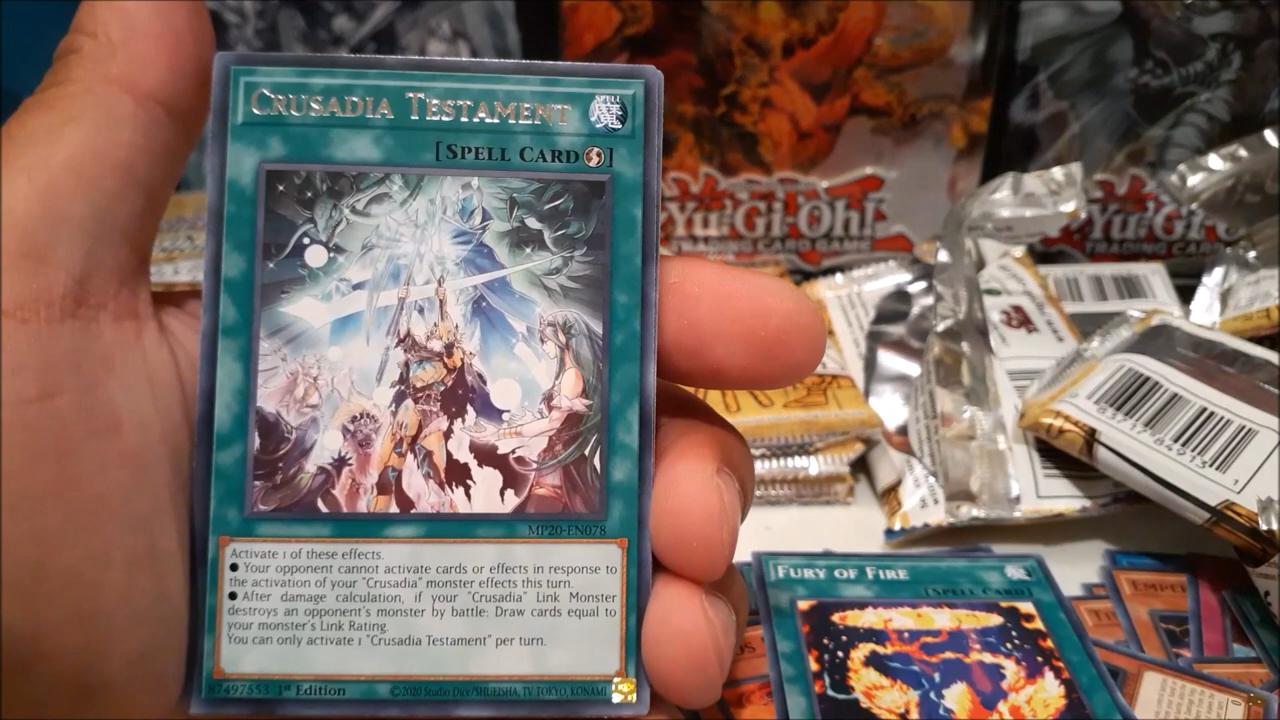 CRUSADIA TESTAMENT
SPELL
魔
[SPELL CARD]
MP20-EN078
Activate 1 of these effects.
● Your opponent cannot activate cards or effects in response to
the activation of your "Crusadia" monster effects this turn.
● After damage calculation, if your "Crusadia" Link Monster
destroys an opponent's monster by battle: Draw cards equal to
your monster's Link Rating.
You can only activate 1 "Crusadia Testament" per turn.
87497553 1st Edition
©2020 Studio Dice/SHUEISHA, TV TOKYO, KONAMI
Yu-Gi-Oh!
TRADING CARD GAME
Yu-Gi-O
TRADING CARD
FURY OF FIRE
[SPELL CARD]